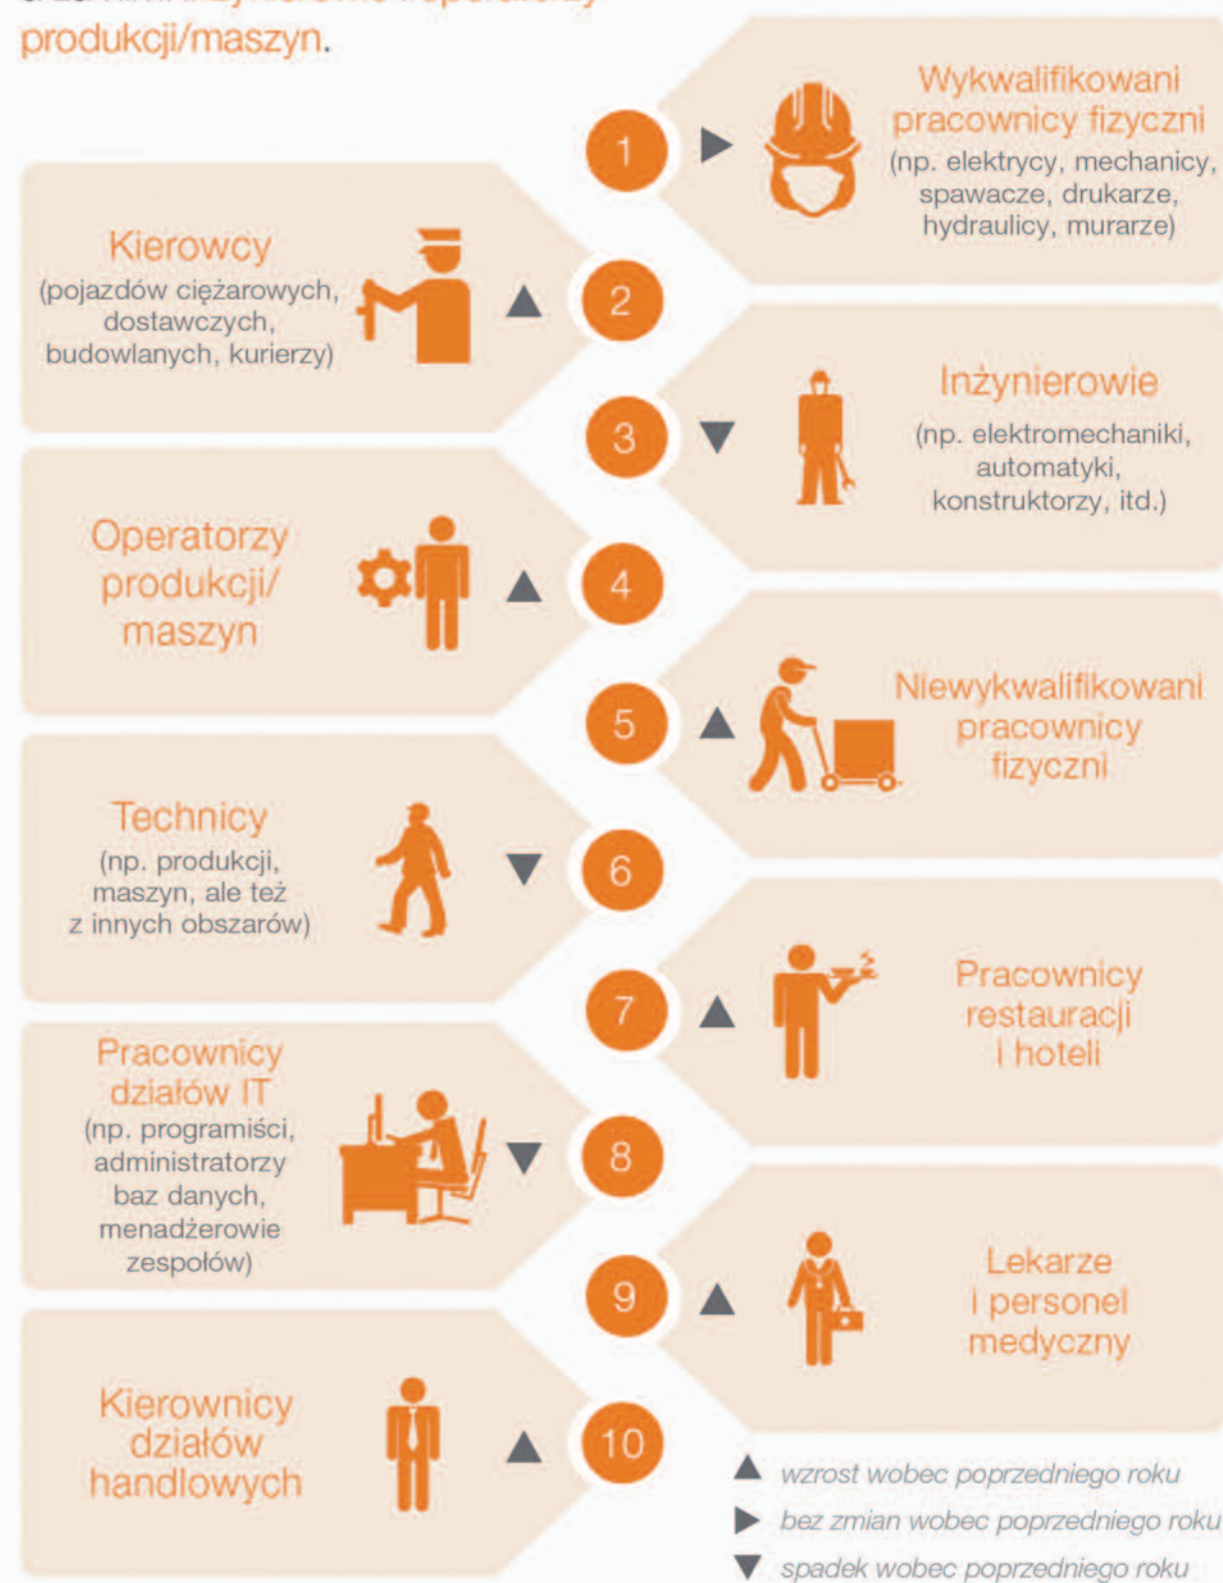 produkcji/maszyn.
1
Wykwalifikowani
pracownicy fizyczni
(np. elektrycy, mechanicy,
spawacze, drukarze,
hydraulicy, murarze)
Kierowcy
(pojazdów ciężarowych,
dostawczych,
budowlanych, kurierzy)
2
3
Inżynierowie
(np. elektromechaniki,
automatyki,
konstruktorzy, itd.)
Operatorzy
produkcji/
maszyn
4
5
Niewykwalifikowani
pracownicy
fizyczni
Technicy
(np. produkcji,
maszyn, ale też
z innych obszarów)
6
7
Pracownicy
restauracji
i hoteli
Pracownicy
działów IT
(np. programiści,
administratorzy
baz danych,
menadżerowie
zespołów)
8
9
Lekarze
i personel
medyczny
Kierownicy
działów
handlowych
10
wzrost wobec poprzedniego roku
bez zmian wobec poprzedniego roku
spadek wobec poprzedniego roku